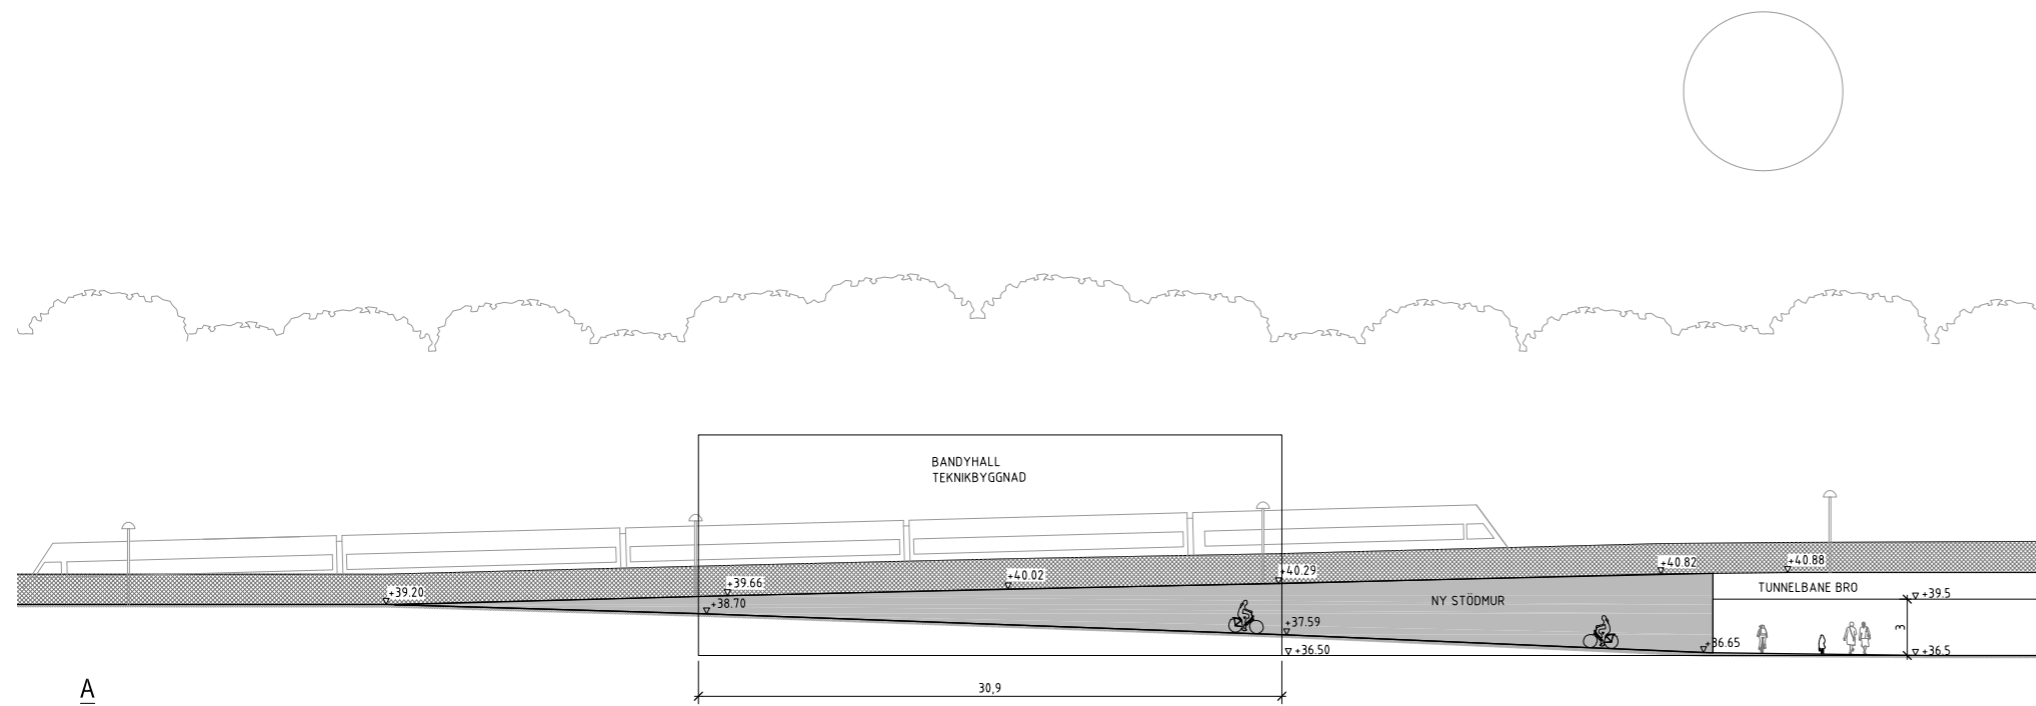 BANDYHALL
TEKNIKBYGGNAD
+39.20
+39.66
+38.70
+40.02
+40.29
+37.59
+36.50
NY STÖDMUR
+40.82
+40.88
TUNNELBANE BRO
+39.5
3
+36.65
+36.5
30,9
A